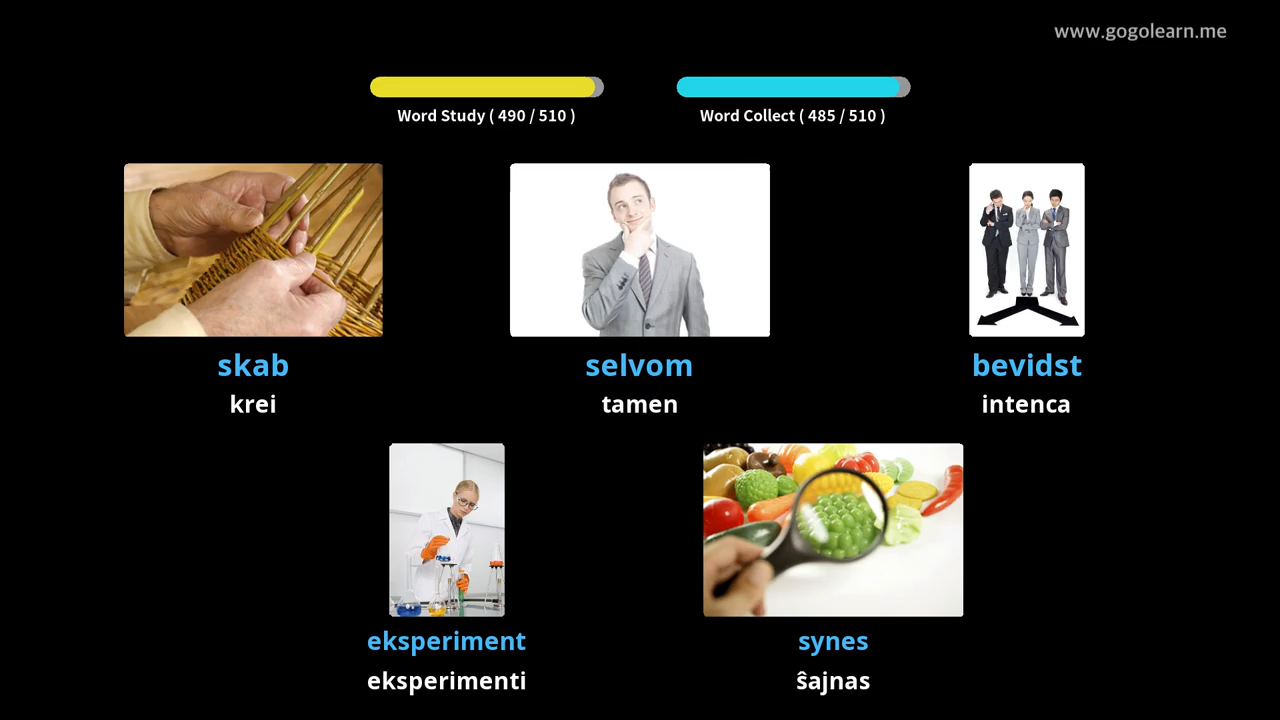 www.gogolearn.me
Word Study ( 490 / 510 )
Word Collect ( 485 / 510 )
skab
krei
selvom
tamen
bevidst
intenca
eksperiment
eksperimenti
synes
ŝajnas